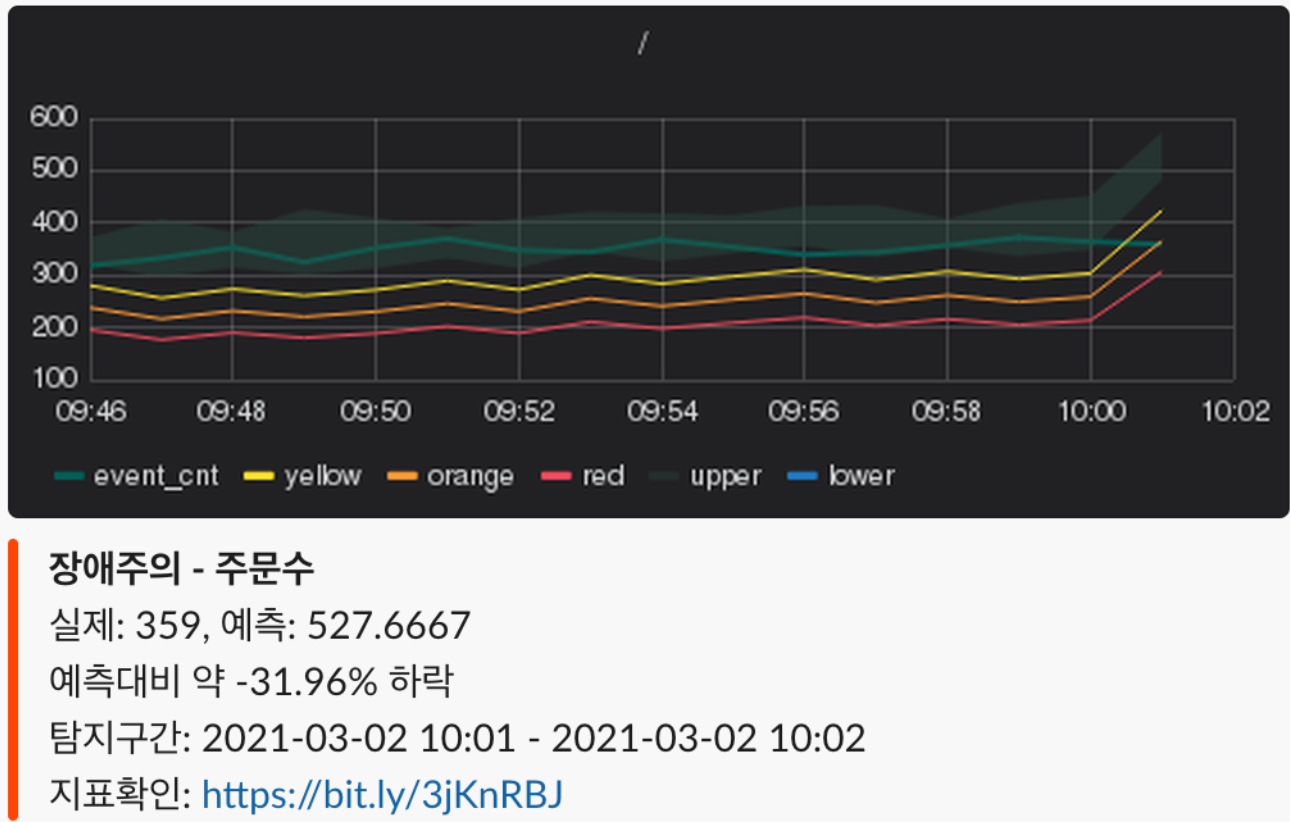 /
600
500
400
300
200
100
09:46 09:48 09:50 09:52 09:54 09:56 09:58 10:00 10:02
event_cnt yellow orange red upper lower
장애주의 - 주문수
실제: 359, 예측: 527.6667
예측대비 약 -31.96% 하락
탐지구간: 2021-03-02 10:01 - 2021-03-02 10:02
지표확인: https://bit.ly/3jKnRBJ